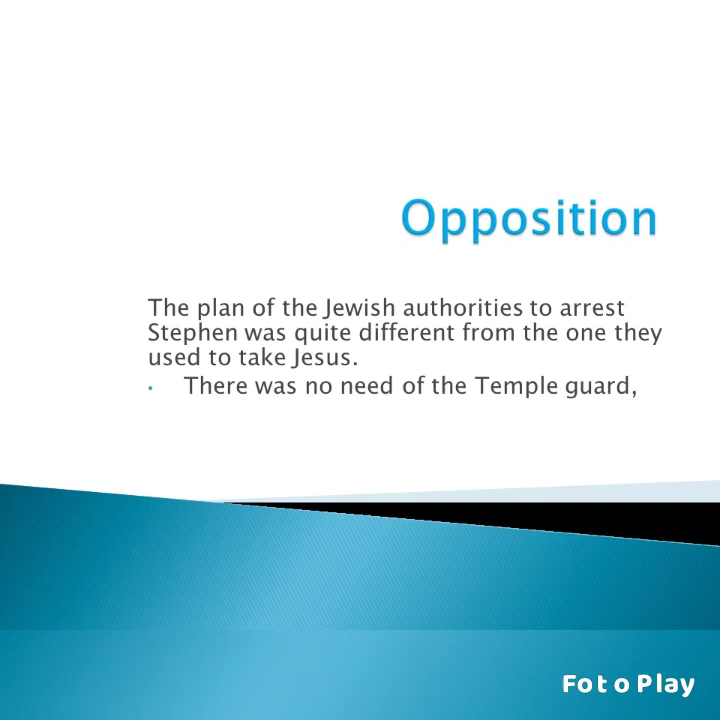 Opposition
The plan of the Jewish authorities to arrest
Stephen was quite different from the one they
used to take Jesus.
• There was no need of the Temple guard,
Fot o Play